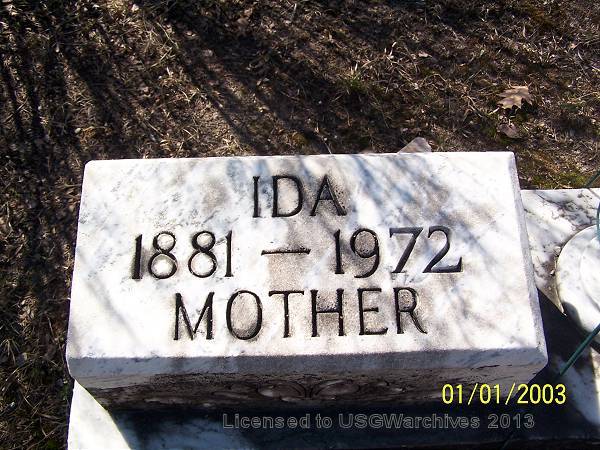 IDA
1881 — 1972
MOTHER
01/01/2003
Licensed to USGWarchives 2013